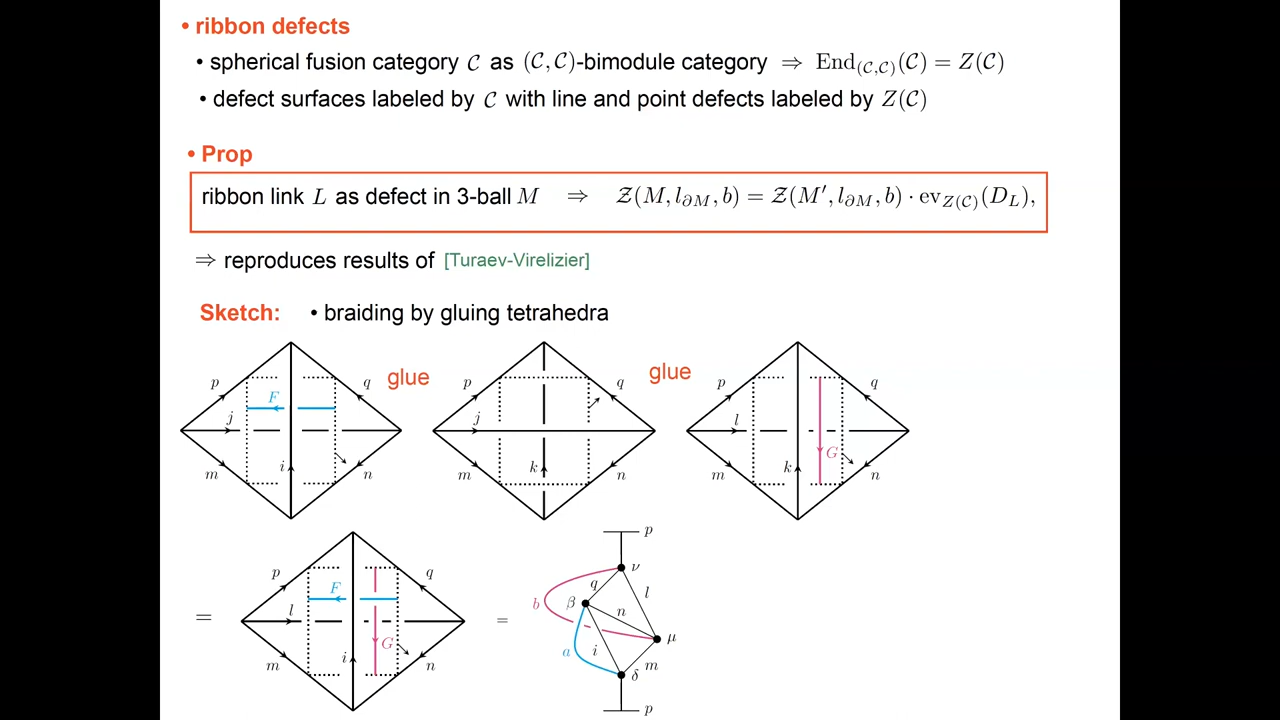 • ribbon defects
• spherical fusion category 𝒞 as (𝒞, 𝒞)-bimodule category ⇒ End₍𝒞,𝒞₎(𝒞) = Z(𝒞)
• defect surfaces labeled by 𝒞 with line and point defects labeled by Z(𝒞)
• Prop
ribbon link L as defect in 3-ball M ⇒ 𝒵(M, l_{∂M}, b) = 𝒵(M′, l_{∂M}, b) · ev_{Z(𝒞)}(D_L),
⇒ reproduces results of [Turaev-Virelizier]
Sketch: • braiding by gluing tetrahedra
p F q j i m n
glue
p q j k m n
glue
p q l k G m n
=
p F q l i G m n
=
p ν q l b β n μ a i m δ p